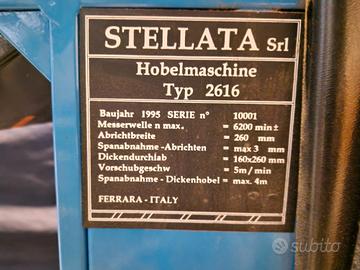 STELLATA Srl
Hobelmaschine
Typ 2616
Baujahr 1995 SERIE n° 10001
Messerwelle n max. = 6200 min±
Abrichtbreite = 260 mm
Spanabnahme - Abrichten = max 3 mm
Dickendurchlaß = 160x260 mm
Vorschubgeschw = 5m/min
Spanabnahme - Dickenhobel = max. 4m
FERRARA - ITALY
subito